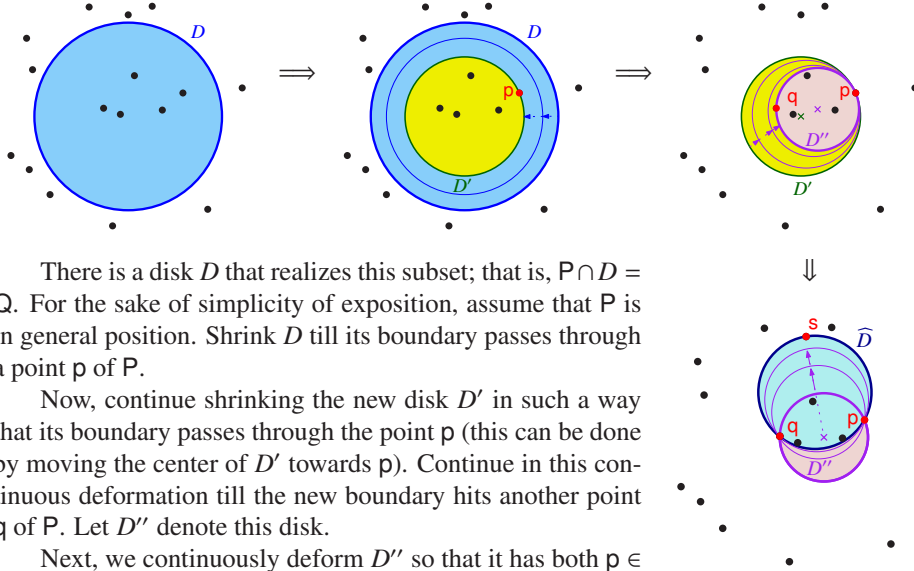 D
⟹
p
D′
⟹
q
p
D′′
D′
There is a disk D that realizes this subset; that is, P∩D =
Q. For the sake of simplicity of exposition, assume that P is
n general position. Shrink D till its boundary passes through
a point p of P.
Now, continue shrinking the new disk D′ in such a way
hat its boundary passes through the point p (this can be done
by moving the center of D′ towards p). Continue in this con-
inuous deformation till the new boundary hits another point
q of P. Let D′′ denote this disk.
Next, we continuously deform D′′ so that it has both p ∈
⇓
s
D̂
q
p
D′′